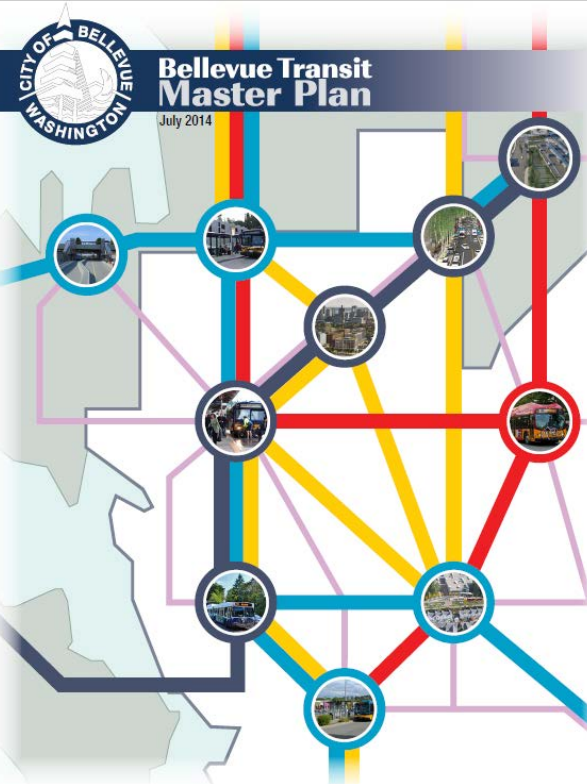 CITY OF BELLEVUE
WASHINGTON
Bellevue Transit
Master Plan
July 2014